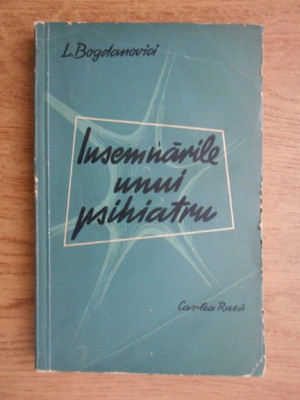 L. Bogdanovici
Însemnările
unui
psihiatru
Cartea Rusă